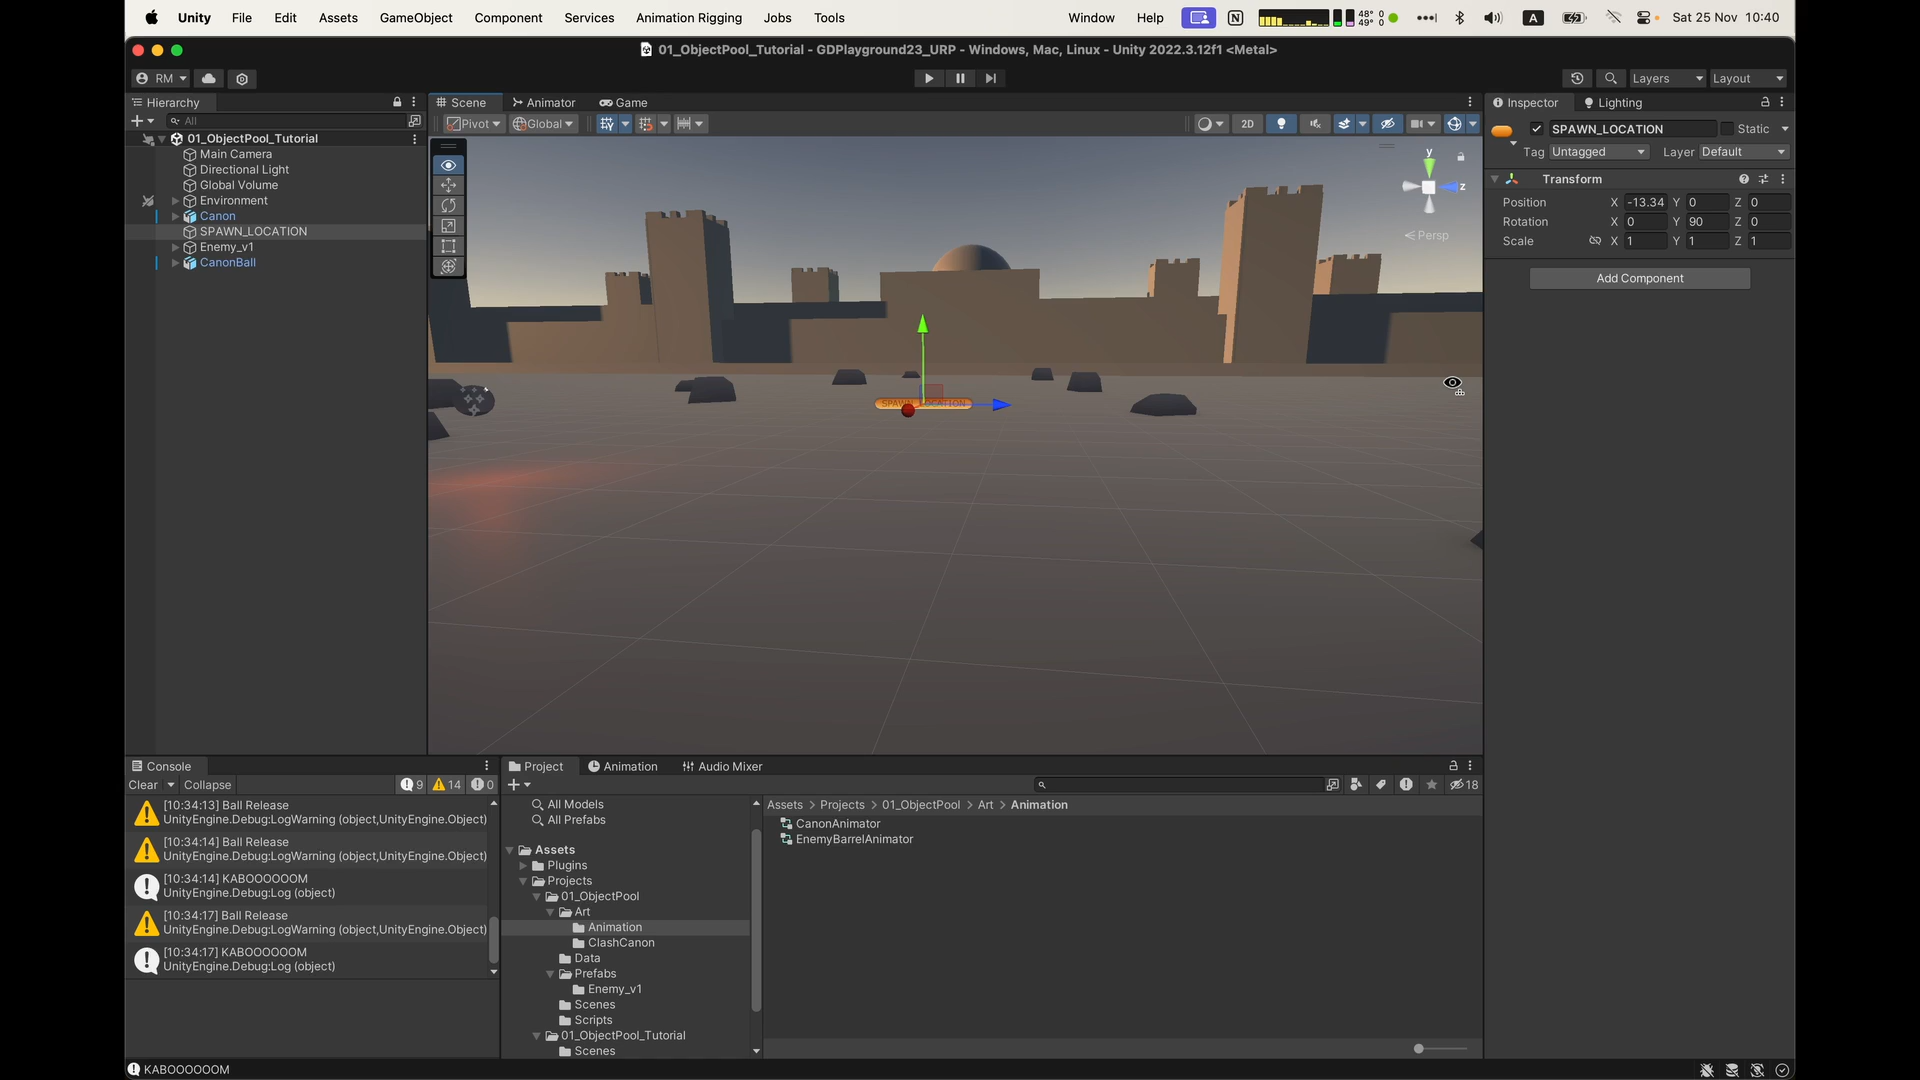 Unity File Edit Assets GameObject Component Services Animation Rigging Jobs Tools Window Help 48° 0 49° 0 A Sat 25 Nov 10:40
01_ObjectPool_Tutorial - GDPlayground23_URP - Windows, Mac, Linux - Unity 2022.3.12f1 <Metal>
RM Layers Layout
Hierarchy
All
01_ObjectPool_Tutorial
Main Camera
Directional Light
Global Volume
Environment
Canon
SPAWN_LOCATION
Enemy_v1
CanonBall
Scene Animator Game
Pivot Global 2D
y
z
Persp
SPAWN_LOCATION
Inspector Lighting
SPAWN_LOCATION Static
Tag Untagged Layer Default
Transform
Position X -13.34 Y 0 Z 0
Rotation X 0 Y 90 Z 0
Scale X 1 Y 1 Z 1
Add Component
Console
Clear Collapse 9 14 0
[10:34:13] Ball Release
UnityEngine.Debug:LogWarning (object,UnityEngine.Object)
[10:34:14] Ball Release
UnityEngine.Debug:LogWarning (object,UnityEngine.Object)
[10:34:14] KABOOOOOOM
UnityEngine.Debug:Log (object)
[10:34:17] Ball Release
UnityEngine.Debug:LogWarning (object,UnityEngine.Object)
[10:34:17] KABOOOOOOM
UnityEngine.Debug:Log (object)
Project Animation Audio Mixer
18
All Models
All Prefabs
Assets
Plugins
Projects
01_ObjectPool
Art
Animation
ClashCanon
Data
Prefabs
Enemy_v1
Scenes
Scripts
01_ObjectPool_Tutorial
Scenes
Assets > Projects > 01_ObjectPool > Art > Animation
CanonAnimator
EnemyBarrelAnimator
KABOOOOOOM